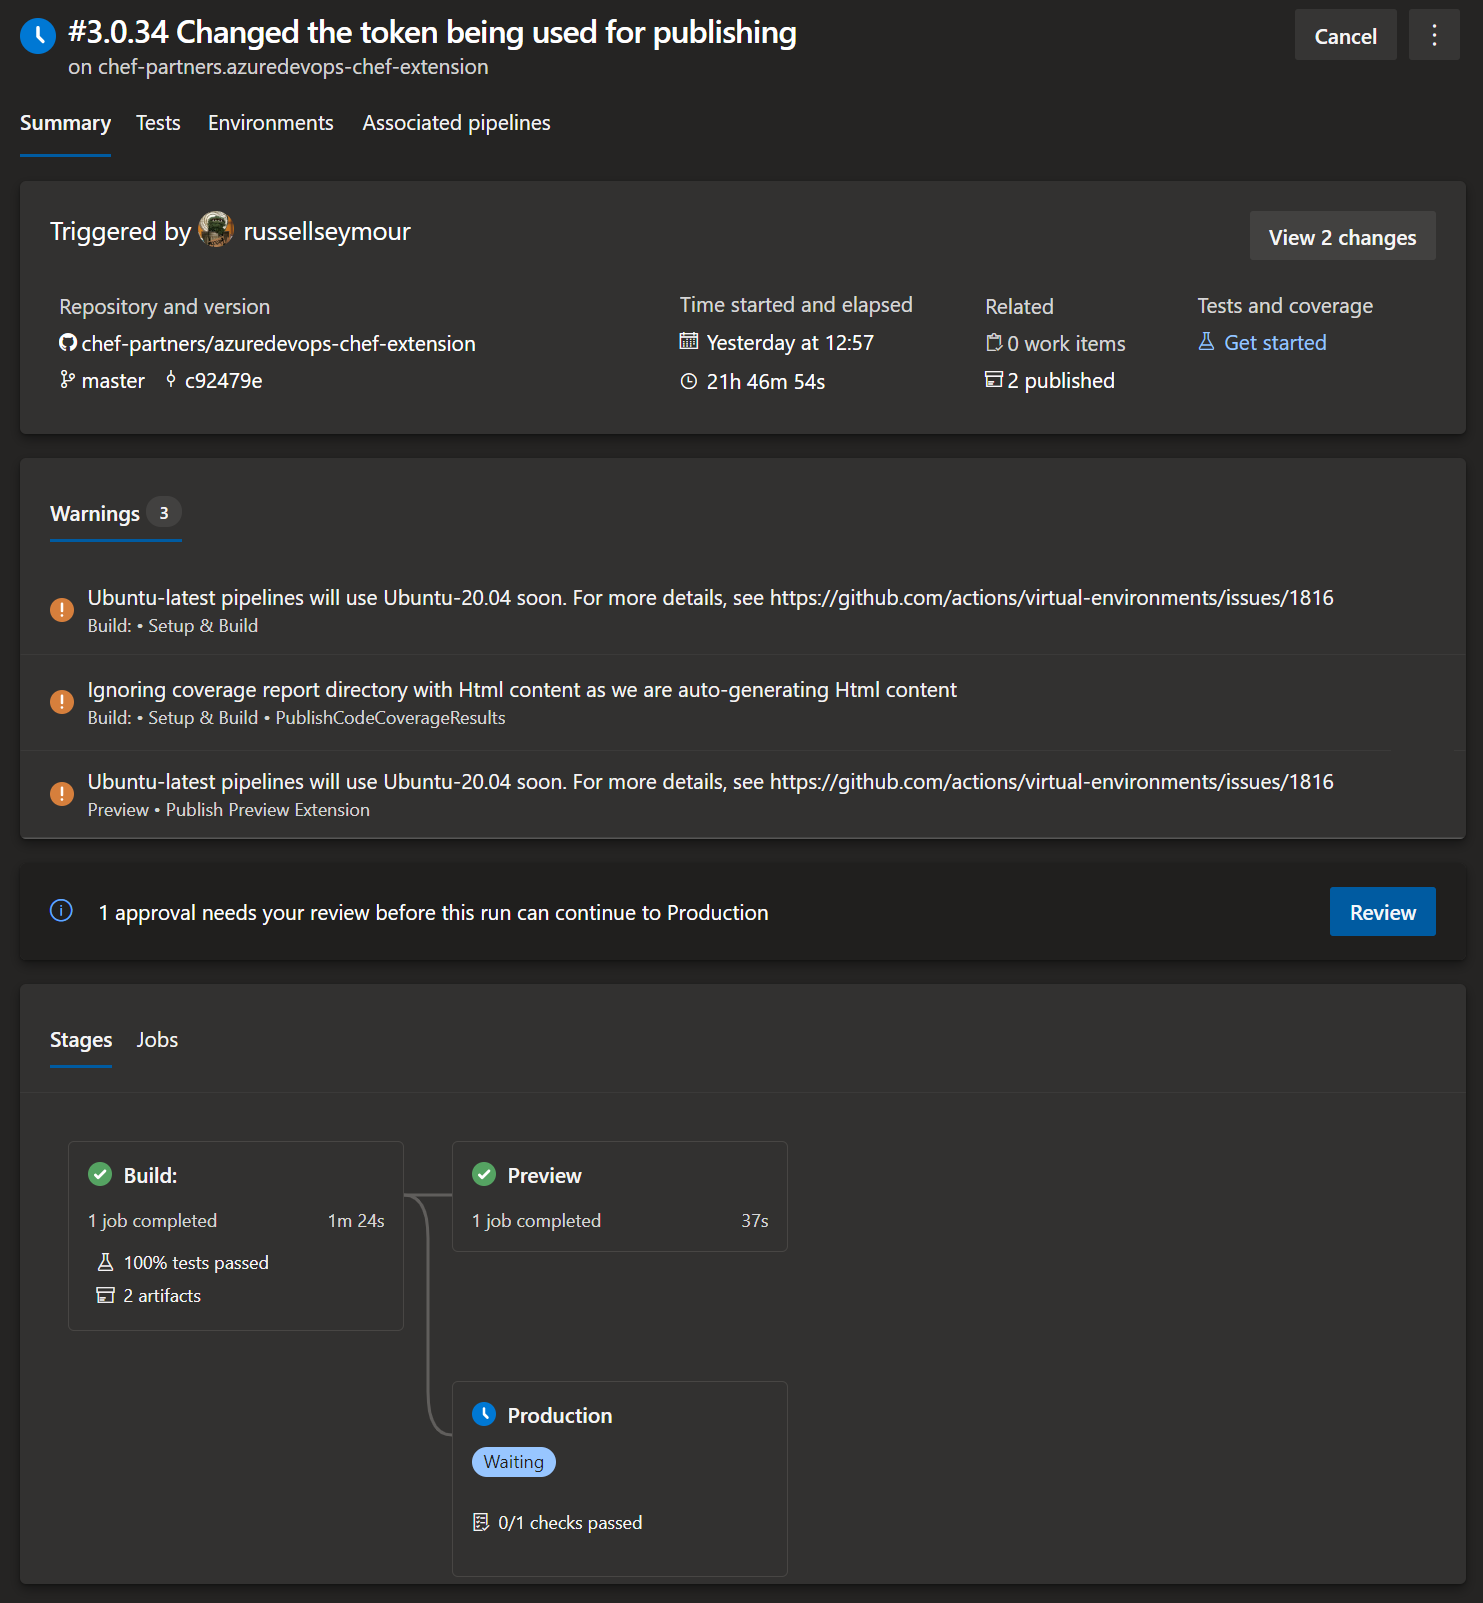 #3.0.34 Changed the token being used for publishing
on chef-partners.azuredevops-chef-extension
Cancel
Summary Tests Environments Associated pipelines
Triggered by russellseymour
View 2 changes
Repository and version
chef-partners/azuredevops-chef-extension
master c92479e
Time started and elapsed
Yesterday at 12:57
21h 46m 54s
Related
0 work items
2 published
Tests and coverage
Get started
Warnings 3
Ubuntu-latest pipelines will use Ubuntu-20.04 soon. For more details, see https://github.com/actions/virtual-environments/issues/1816
Build: • Setup & Build
Ignoring coverage report directory with Html content as we are auto-generating Html content
Build: • Setup & Build • PublishCodeCoverageResults
Ubuntu-latest pipelines will use Ubuntu-20.04 soon. For more details, see https://github.com/actions/virtual-environments/issues/1816
Preview • Publish Preview Extension
1 approval needs your review before this run can continue to Production
Review
Stages Jobs
Build:
1 job completed 1m 24s
100% tests passed
2 artifacts
Preview
1 job completed 37s
Production
Waiting
0/1 checks passed